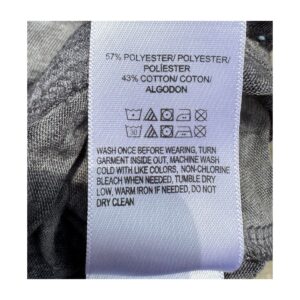 57% POLYESTER/ POLYESTER/
POLÍESTER
43% COTTON/ COTON/
ALGODON
WASH ONCE BEFORE WEARING, TURN
GARMENT INSIDE OUT, MACHINE WASH
COLD WITH LIKE COLORS, NON-CHLORINE
BLEACH WHEN NEEDED, TUMBLE DRY
LOW, WARM IRON IF NEEDED, DO NOT
DRY CLEAN